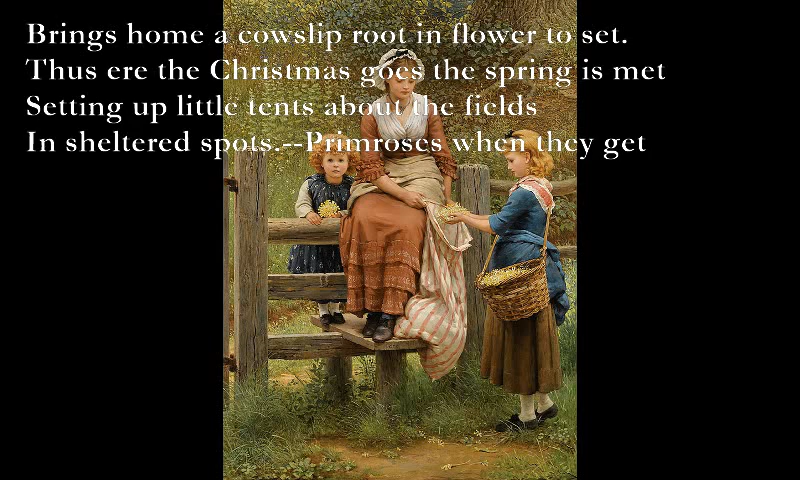 Brings home a cowslip root in flower to set.
Thus ere the Christmas goes the spring is met
Setting up little tents about the fields
In sheltered spots.--Primroses when they get